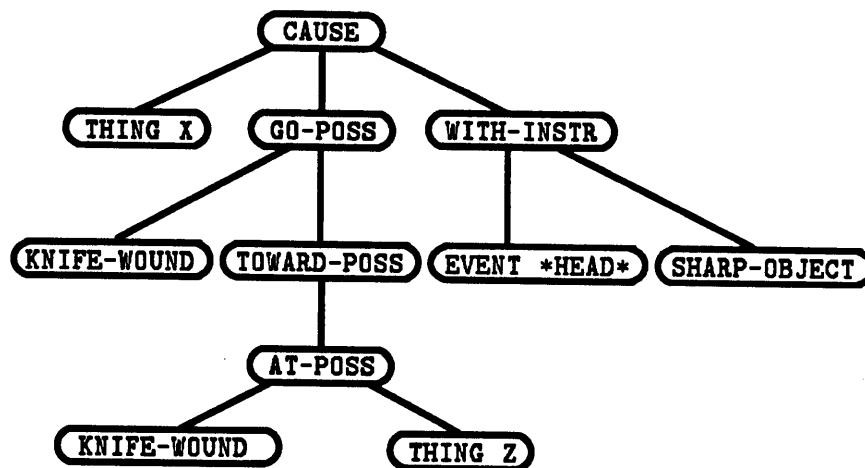 CAUSE
THING X GO-POSS WITH-INSTR
KNIFE-WOUND TOWARD-POSS EVENT *HEAD* SHARP-OBJECT
AT-POSS
KNIFE-WOUND THING Z